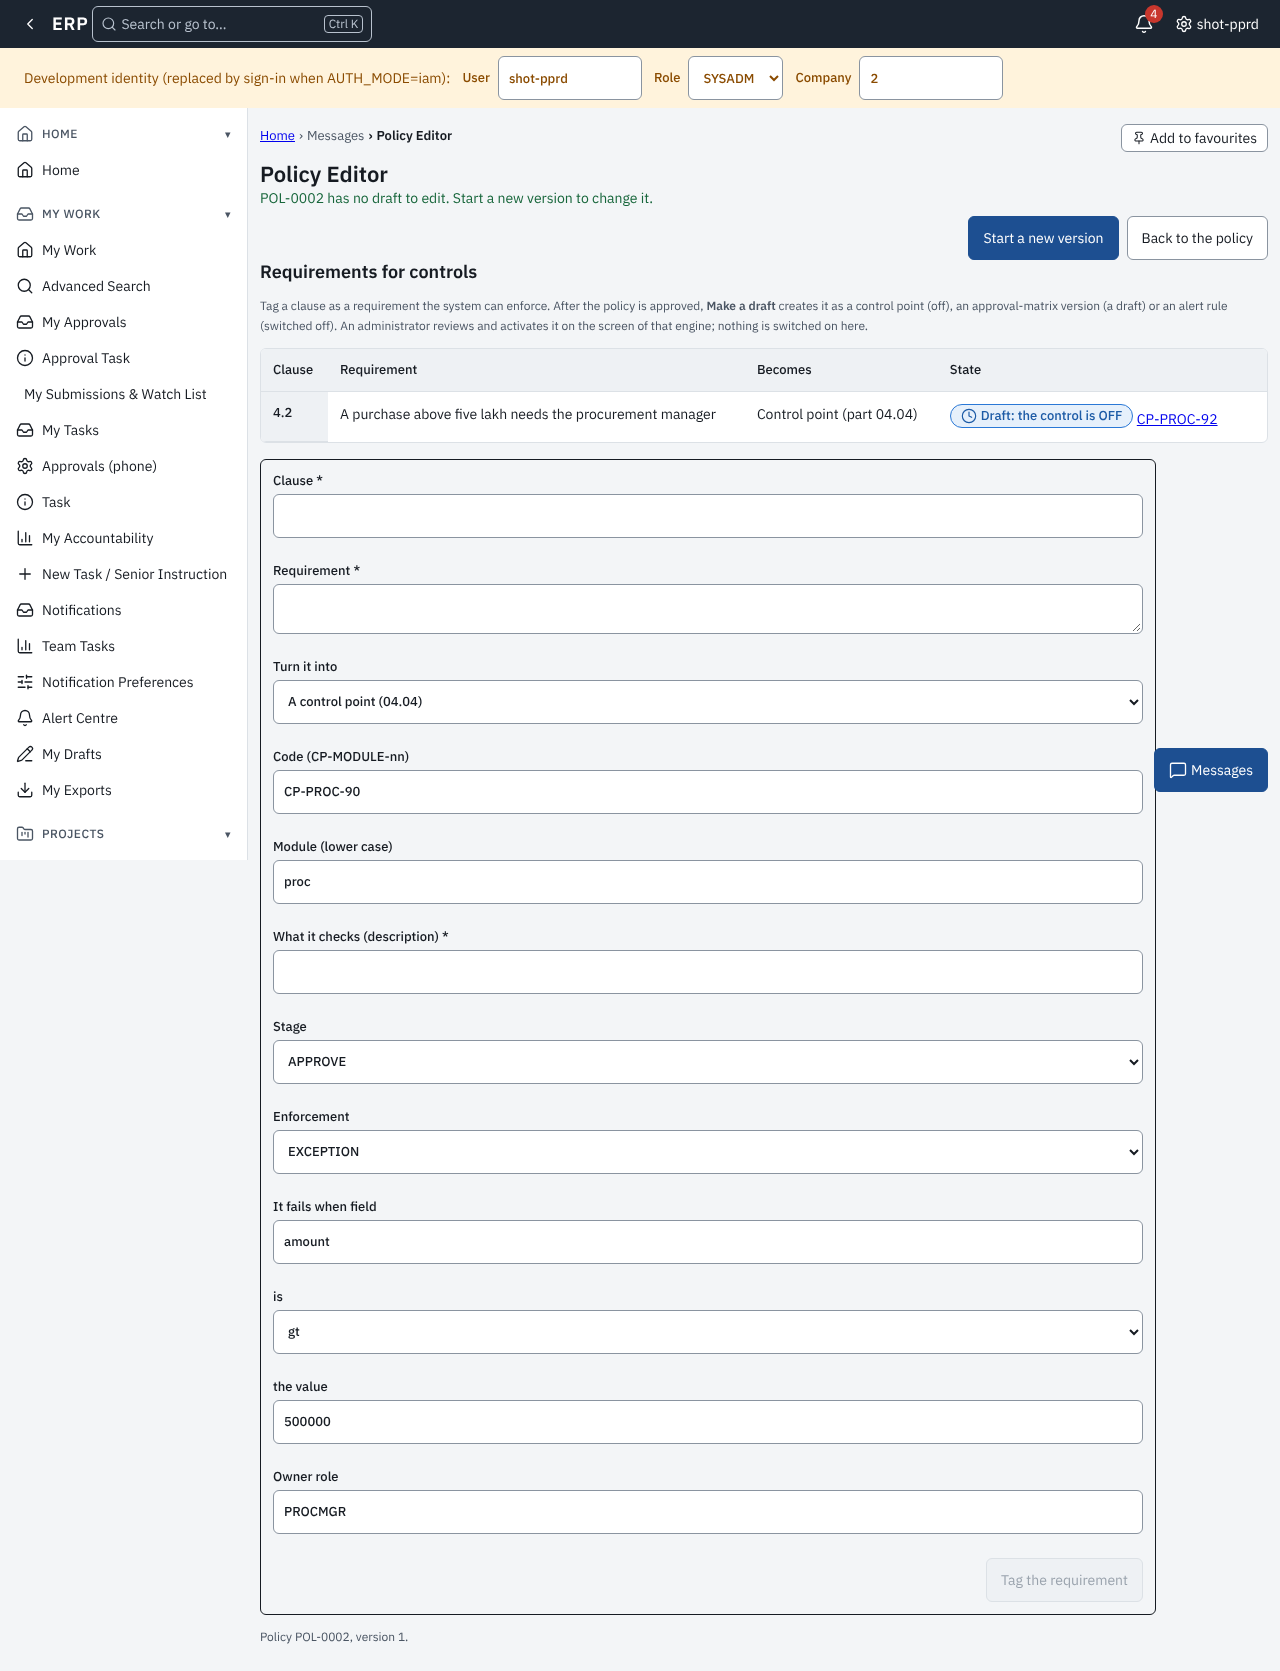 ERP
Search or go to...
Ctrl K
4
shot-pprd
Development identity (replaced by sign-in when AUTH_MODE=iam):
User
shot-pprd
Role
SYSADM
Company
2
HOME
Home
MY WORK
My Work
Advanced Search
My Approvals
Approval Task
My Submissions & Watch List
My Tasks
Approvals (phone)
Task
My Accountability
New Task / Senior Instruction
Notifications
Team Tasks
Notification Preferences
Alert Centre
My Drafts
My Exports
PROJECTS
Home › Messages › Policy Editor
Add to favourites
Policy Editor
POL-0002 has no draft to edit. Start a new version to change it.
Start a new version
Back to the policy
Requirements for controls
Tag a clause as a requirement the system can enforce. After the policy is approved, Make a draft creates it as a control point (off), an approval-matrix version (a draft) or an alert rule
(switched off). An administrator reviews and activates it on the screen of that engine; nothing is switched on here.
Clause Requirement Becomes State
4.2 A purchase above five lakh needs the procurement manager Control point (part 04.04) Draft: the control is OFF CP-PROC-92
Clause *
Requirement *
Turn it into
A control point (04.04)
Code (CP-MODULE-nn)
CP-PROC-90
Messages
Module (lower case)
proc
What it checks (description) *
Stage
APPROVE
Enforcement
EXCEPTION
It fails when field
amount
is
gt
the value
500000
Owner role
PROCMGR
Tag the requirement
Policy POL-0002, version 1.